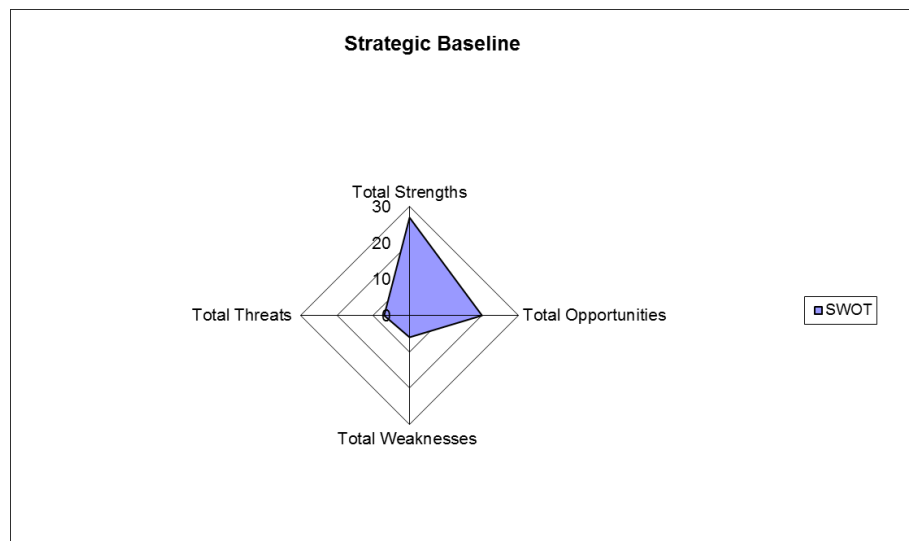 Strategic Baseline
Total Strengths
30
20
10
0
Total Threats
Total Opportunities
SWOT
Total Weaknesses